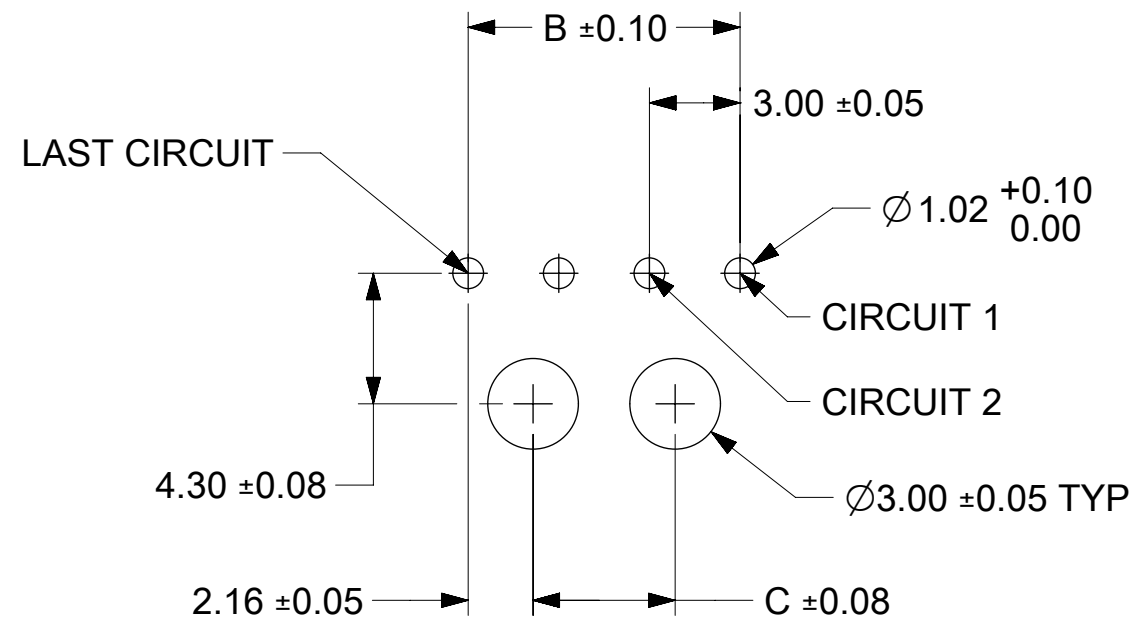 B ±0.10
3.00 ±0.05
LAST CIRCUIT
∅1.02 +0.10
0.00
CIRCUIT 1
CIRCUIT 2
4.30 ±0.08
∅3.00 ±0.05 TYP
2.16 ±0.05
C ±0.08